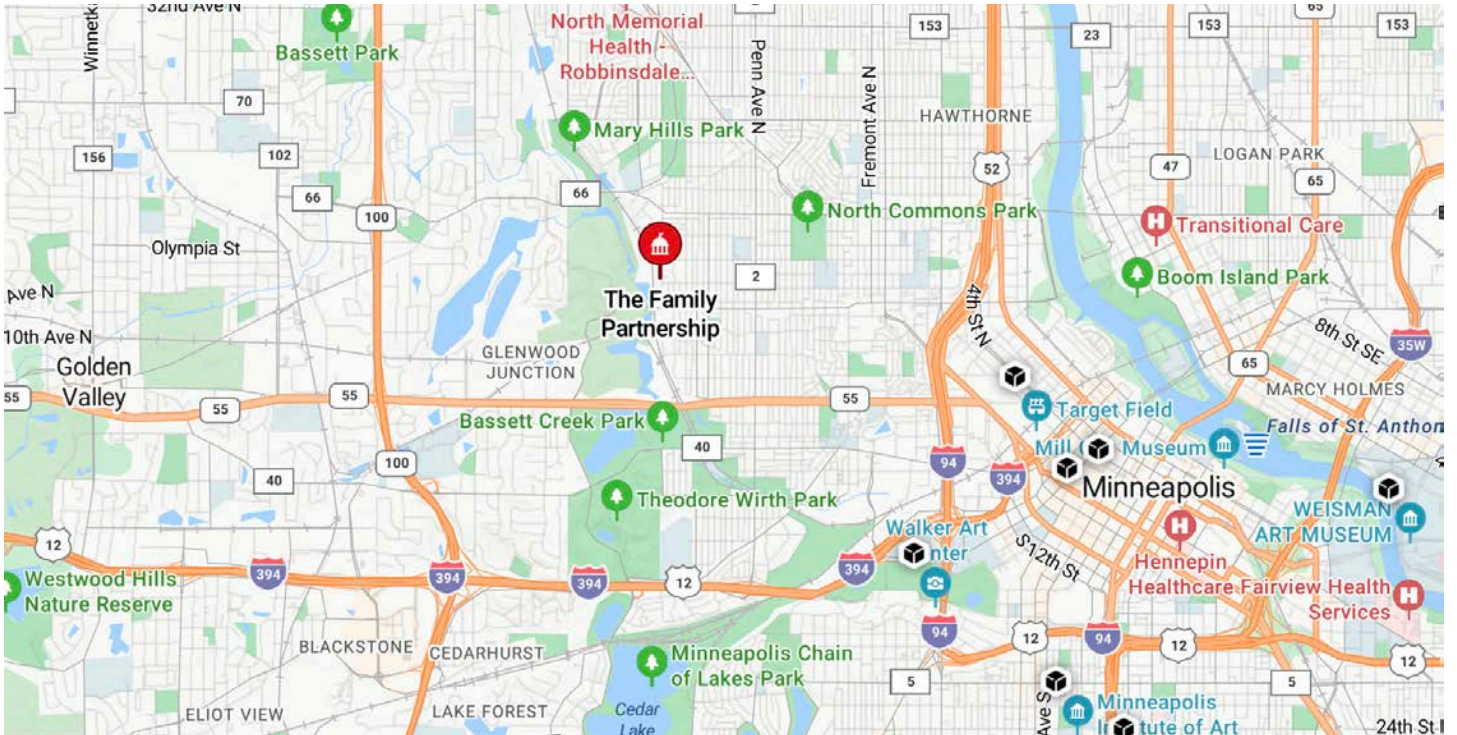 32nd Ave N
65
Bassett Park
North Memorial
Health -
Robbinsdale...
153
23
153
153
Penn Ave N
Fremont Ave N
70
HAWTHORNE
Mary Hills Park
156
102
LOGAN PARK
52
47
65
66
66
100
North Commons Park
Transitional Care
Olympia St
2
Boom Island Park
The Family
Partnership
Ave N
4th St N
8th St SE
35W
10th Ave N
GLENWOOD
JUNCTION
Golden
Valley
65
MARCY HOLMES
55
55
55
55
Target Field
Bassett Creek Park
Falls of St. Anthon
40
Mill
Museum
100
94
394
40
Minneapolis
Theodore Wirth Park
WEISMAN
ART MUSEUM
Walker Art
nter
S 12th St
12
Hennepin
Healthcare
Fairview Health
Services
394
394
394
12
394
Westwood Hills
Nature Reserve
94
12
94
12
12
BLACKSTONE
CEDARHURST
Minneapolis Chain
of Lakes Park
5
5
ELIOT VIEW
LAKE FOREST
Cedar
Lake
Ave S
Minneapolis
tute of Art
24th St